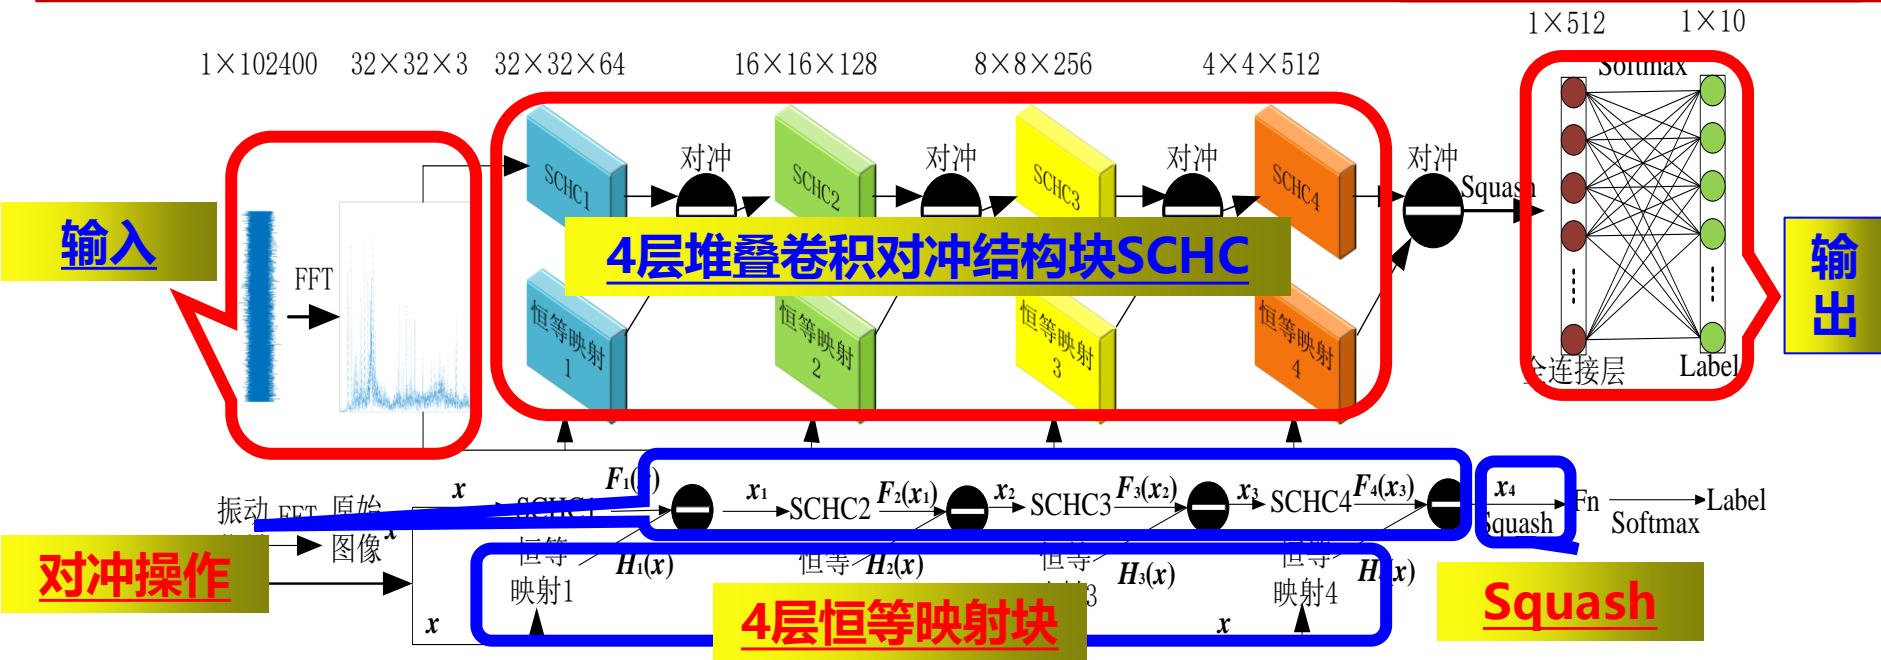 1×512
1×10
1×102400
32×32×3
32×32×64
16×16×128
8×8×256
4×4×512
Softmax
输入
FFT
SCHC1
对冲
SCHC2
对冲
SCHC3
对冲
SCHC4
对冲
Squash
4层堆叠卷积对冲结构块SCHC
输
出
恒等映射
1
恒等映射
2
恒等映射
3
恒等映射
4
全连接层
Label
振动
FFT
原始
图像
x
x
SCHC1
F₁(x)
x₁
SCHC2
F₂(x₁)
x₂
SCHC3
F₃(x₂)
x₃
SCHC4
F₄(x₃)
x₄
Squash
Fn
Softmax
Label
对冲操作
恒等
映射1
H₁(x)
恒等
H₂(x)
恒等
3
H₃(x)
恒等
映射4
x
4层恒等映射块
x
Squash